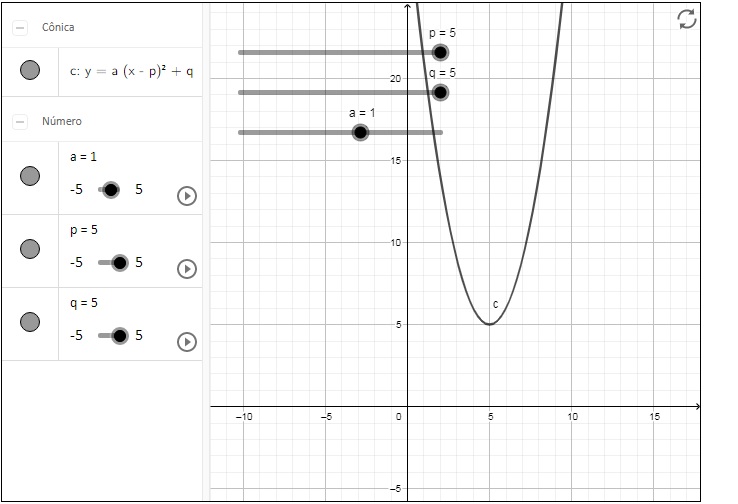 Cônica
c: y = a (x - p)² + q
Número
a = 1
-5 5
p = 5
-5 5
q = 5
-5 5
p = 5
q = 5
a = 1
20
15
10
c
5
−10 −5 0 5 10 15
−5